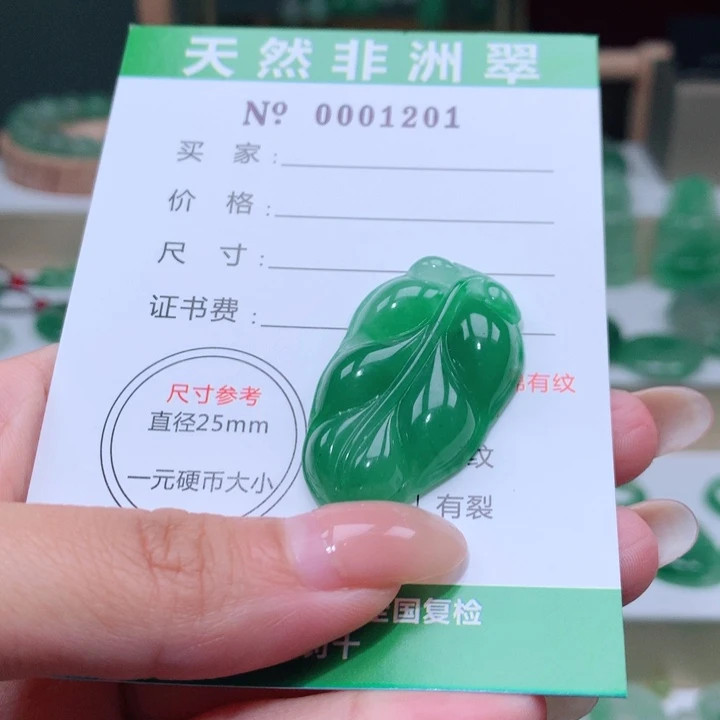 天然非洲翠
Nº 0001201
买 家:
价 格:
尺 寸:
证书费:
尺寸参考
直径25mm
一元硬币大小
有纹
纹
有裂
全国复检